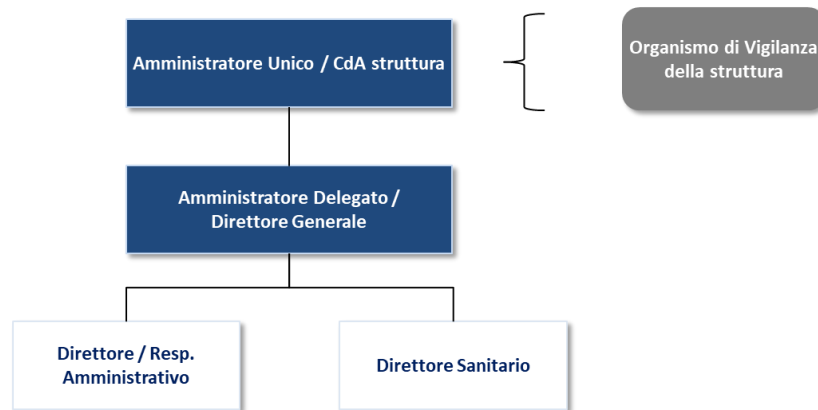 Amministratore Unico / CdA struttura
Organismo di Vigilanza
della struttura
Amministratore Delegato /
Direttore Generale
Direttore / Resp.
Amministrativo
Direttore Sanitario